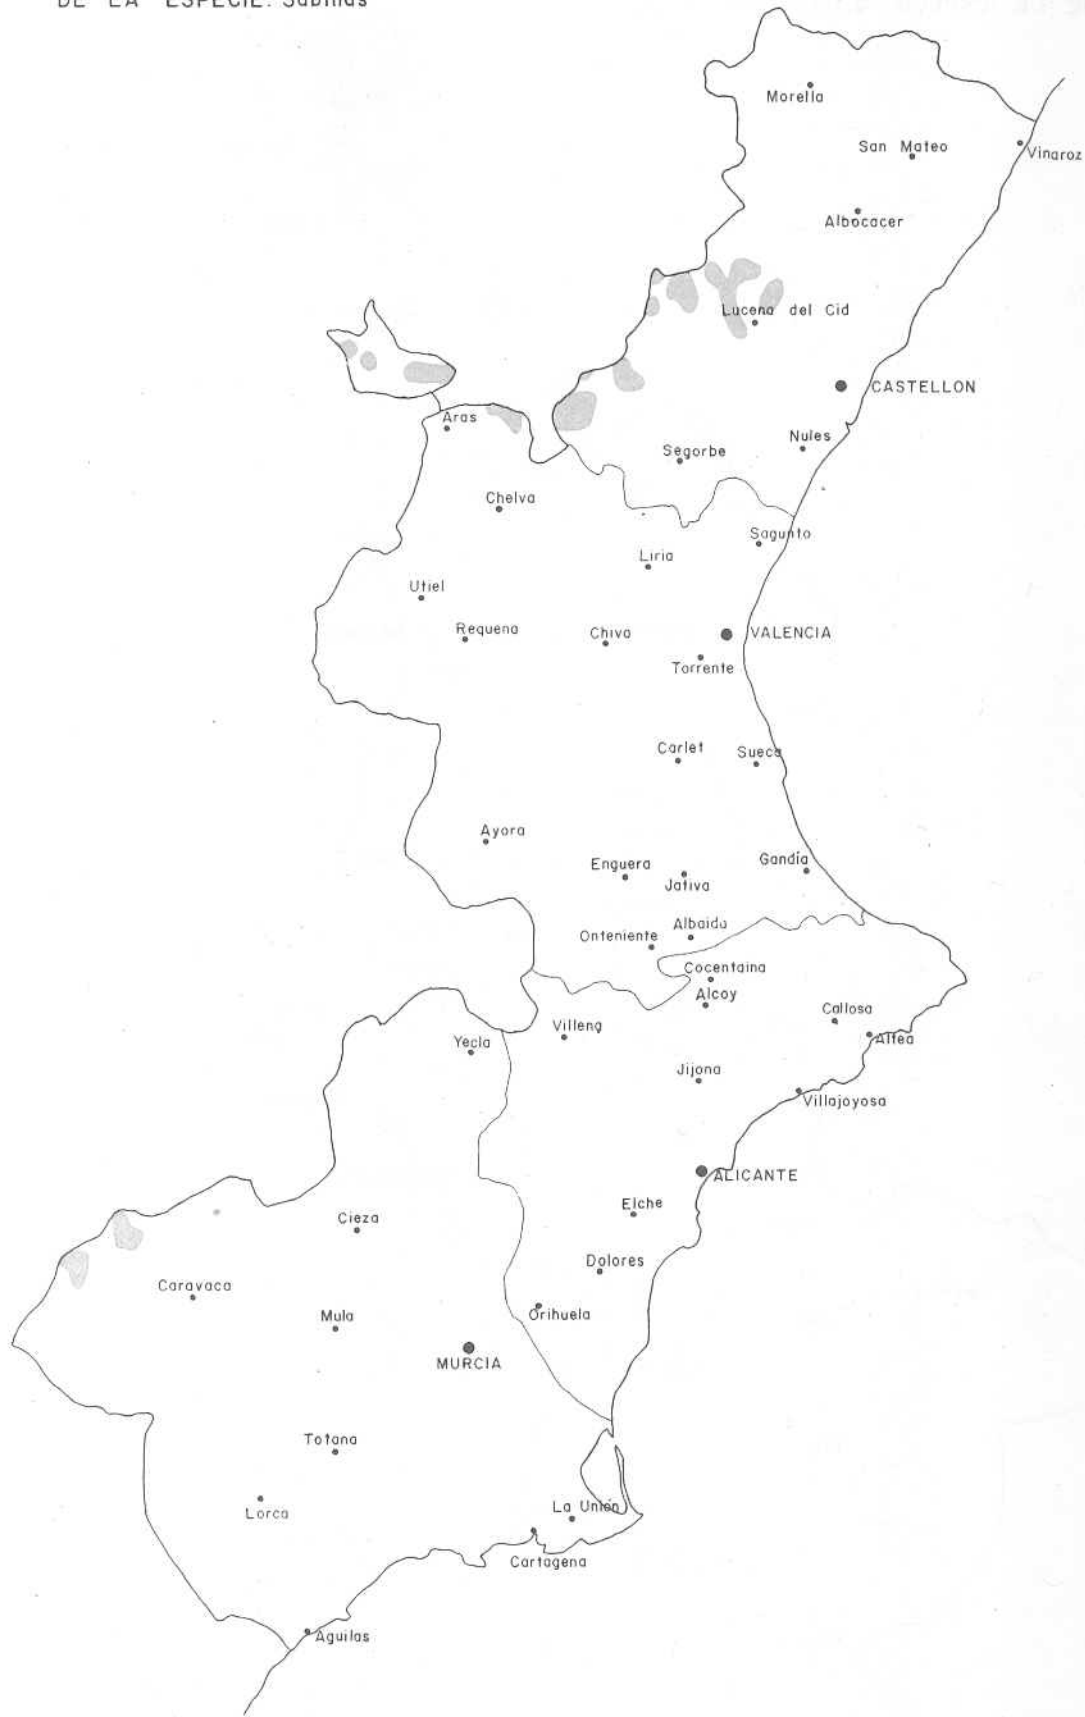 DE LA ESPECIE: Sabinas
Morella
San Mateo
Vinaroz
Albocacer
Lucena del Cid
CASTELLON
Aras
Nules
Segorbe
Chelva
Sagunto
Liria
Utiel
Requena
Chiva
VALENCIA
Torrente
Carlet
Sueca
Ayora
Enguera
Gandía
Jativa
Albaida
Onteniente
Cocentaina
Alcoy
Callosa
Villena
Altea
Yecla
Jijona
Villajoyosa
ALICANTE
Elche
Cieza
Dolores
Caravaca
Orihuela
Mula
MURCIA
Totana
La Unión
Lorca
Cartagena
Aguilas